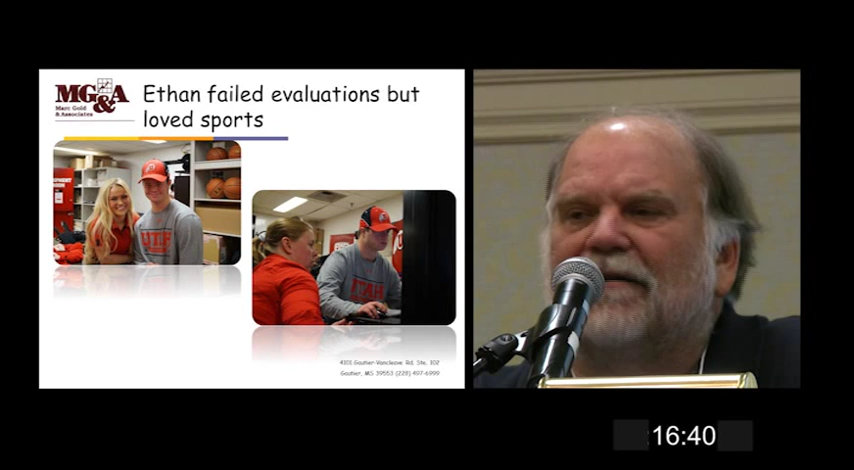 MG&A
Marc Gold
& Associates
Ethan failed evaluations but
loved sports
UTAH
4101 Gautier-Vancleave Rd. Ste. 102
Gautier, MS 39553 (228) 497-6999
:16:40